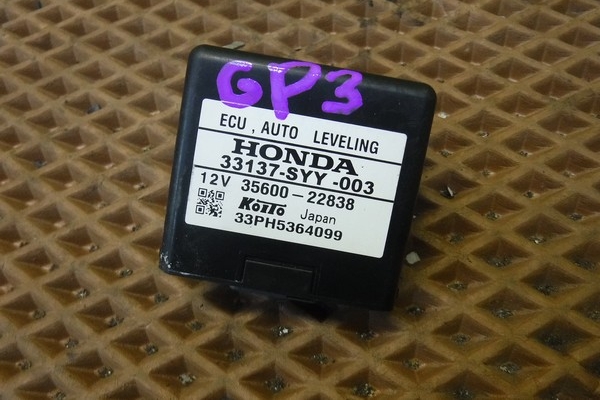 GP3
ECU , AUTO LEVELING
HONDA
33137-SYY -003
12V 35600-22838
KOITO Japan
33PH5364099